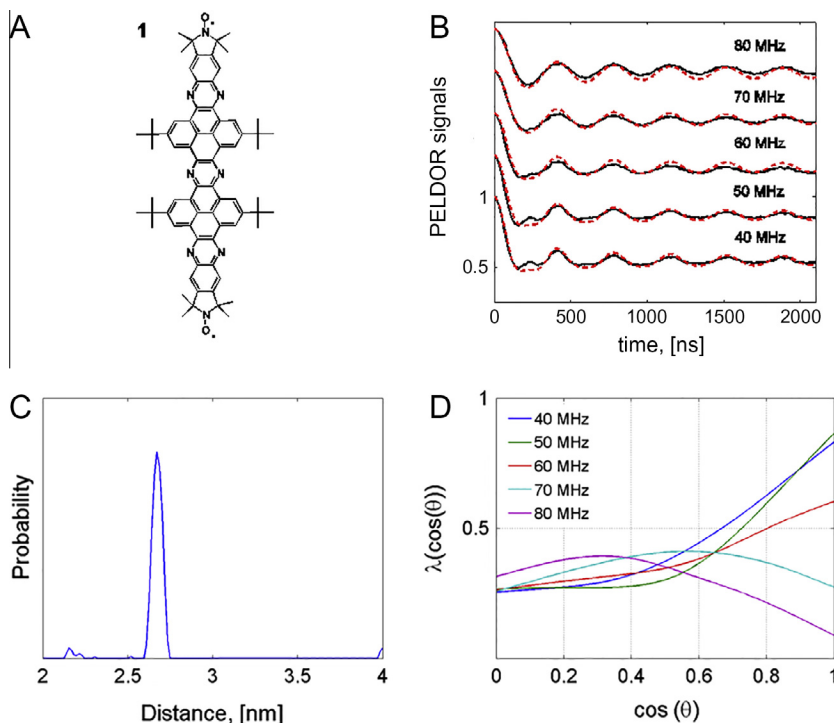 A
1
O
N
N
N
N
N
N
N
O
N
B
PELDOR signals
1
0.5
80 MHz
70 MHz
60 MHz
50 MHz
40 MHz
0 500 1000 1500 2000
time, [ns]
C
Probability
2 2.5 3 3.5 4
Distance, [nm]
D
λ(cos(θ))
1
0.5
40 MHz
50 MHz
60 MHz
70 MHz
80 MHz
0 0.2 0.4 0.6 0.8 1
cos (θ)